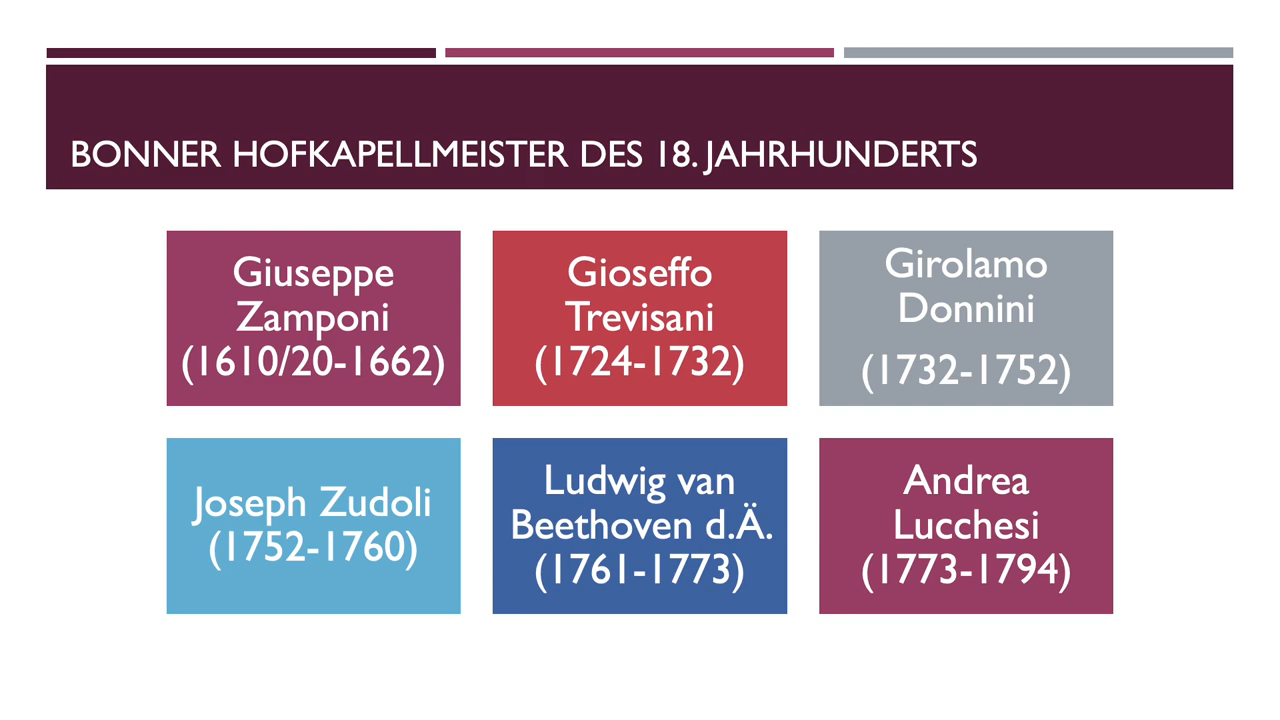 BONNER HOFKAPELLMEISTER DES 18. JAHRHUNDERTS
Giuseppe
Zamponi
(1610/20-1662)
Gioseffo
Trevisani
(1724-1732)
Girolamo
Donnini
(1732-1752)
Joseph Zudoli
(1752-1760)
Ludwig van
Beethoven d.Ä.
(1761-1773)
Andrea
Lucchesi
(1773-1794)